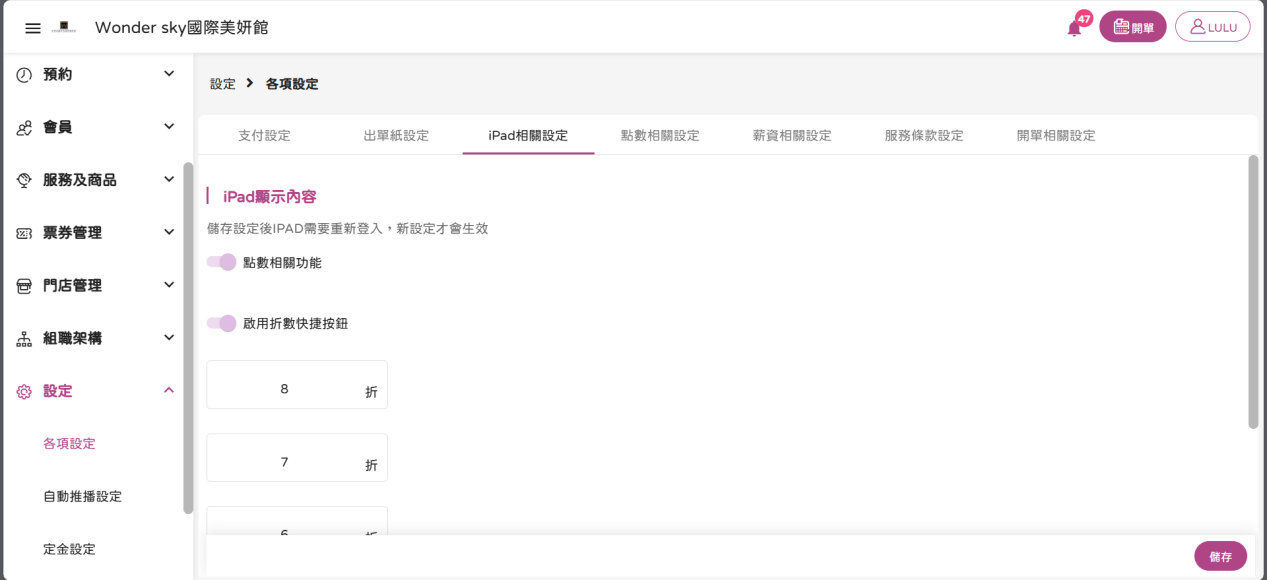 Wonder sky國際美妍館
47
開單
LULU
預約
會員
服務及商品
票券管理
門店管理
組職架構
設定
各項設定
自動推播設定
定金設定
設定 各項設定
支付設定 出單紙設定 iPad相關設定 點數相關設定 薪資相關設定 服務條款設定 開單相關設定
iPad顯示內容
儲存設定後IPAD需要重新登入，新設定才會生效
點數相關功能
啟用折數快捷按鈕
8 折
7 折
6 折
儲存